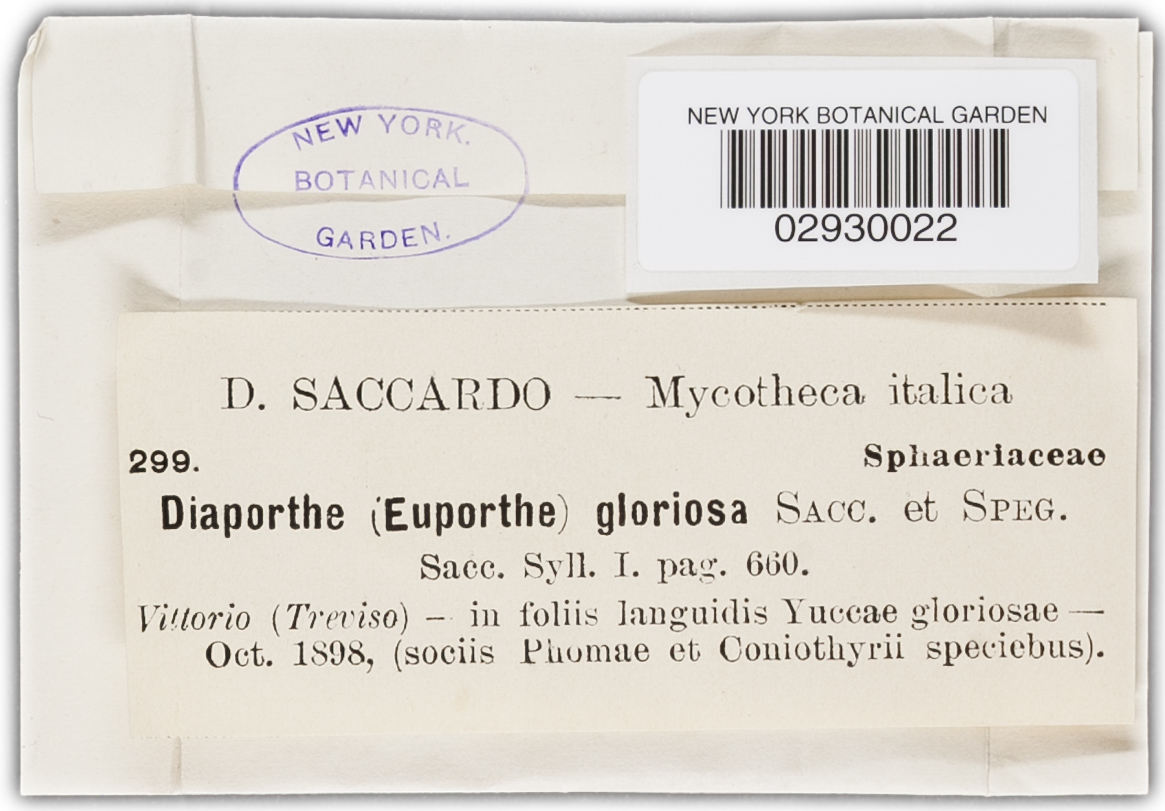 NEW YORK.
BOTANICAL
GARDEN.
NEW YORK BOTANICAL GARDEN
02930022
D. SACCARDO — Mycotheca italica
299.
Sphaeriaceae
Diaporthe (Euporthe) gloriosa SACC. et SPEG.
Sacc. Syll. I. pag. 660.
Vittorio (Treviso) — in foliis languidis Yuccae gloriosae —
Oct. 1898, (sociis Phomae et Coniothyrii speciebus).